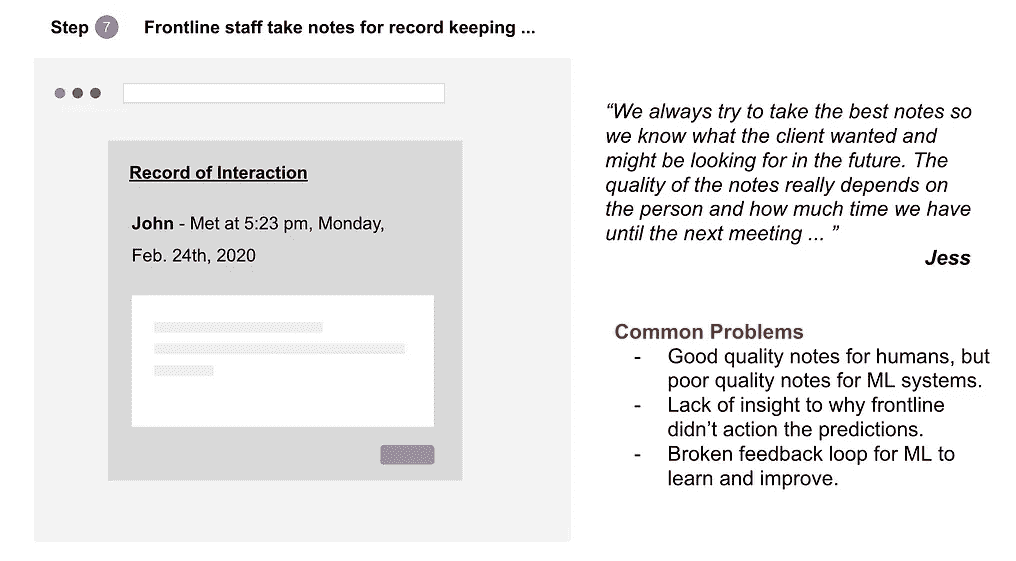 Step 7 Frontline staff take notes for record keeping ...
Record of Interaction
John - Met at 5:23 pm, Monday,
Feb. 24th, 2020
“We always try to take the best notes so
we know what the client wanted and
might be looking for in the future. The
quality of the notes really depends on
the person and how much time we have
until the next meeting ... ”
Jess
Common Problems
- Good quality notes for humans, but
poor quality notes for ML systems.
- Lack of insight to why frontline
didn’t action the predictions.
- Broken feedback loop for ML to
learn and improve.